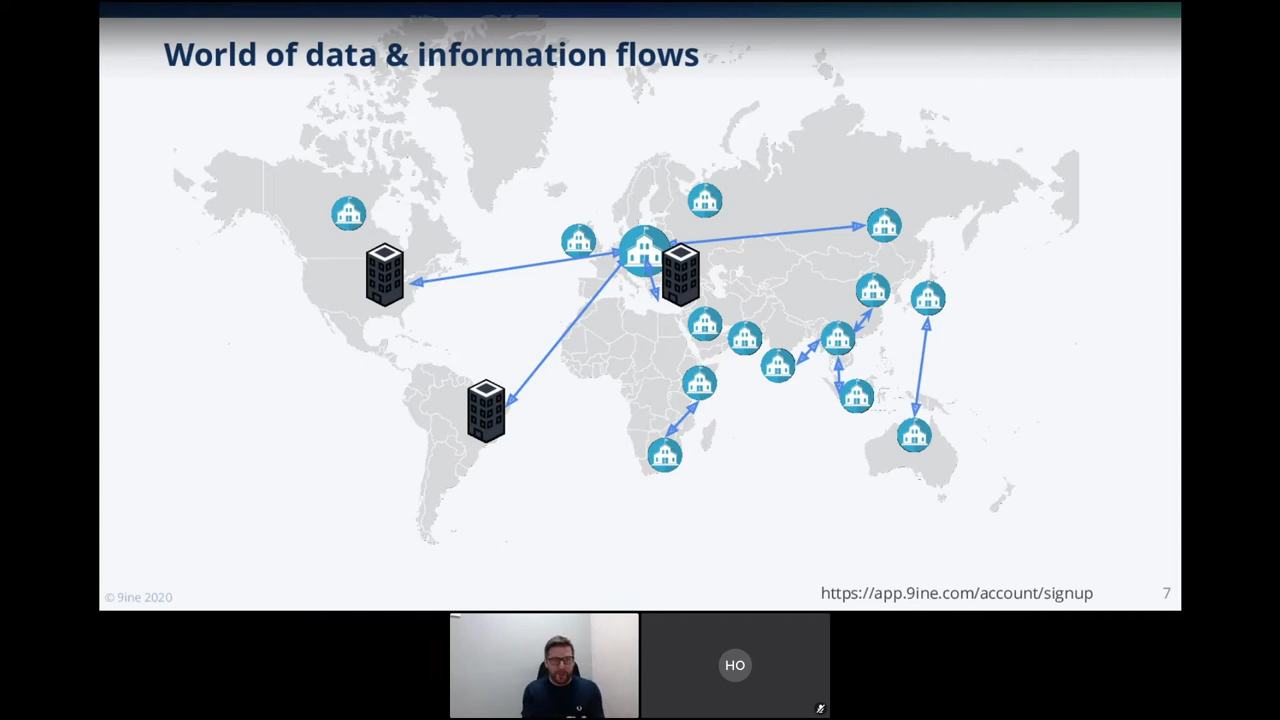 World of data & information flows
© 9ine 2020
https://app.9ine.com/account/signup
7
HO